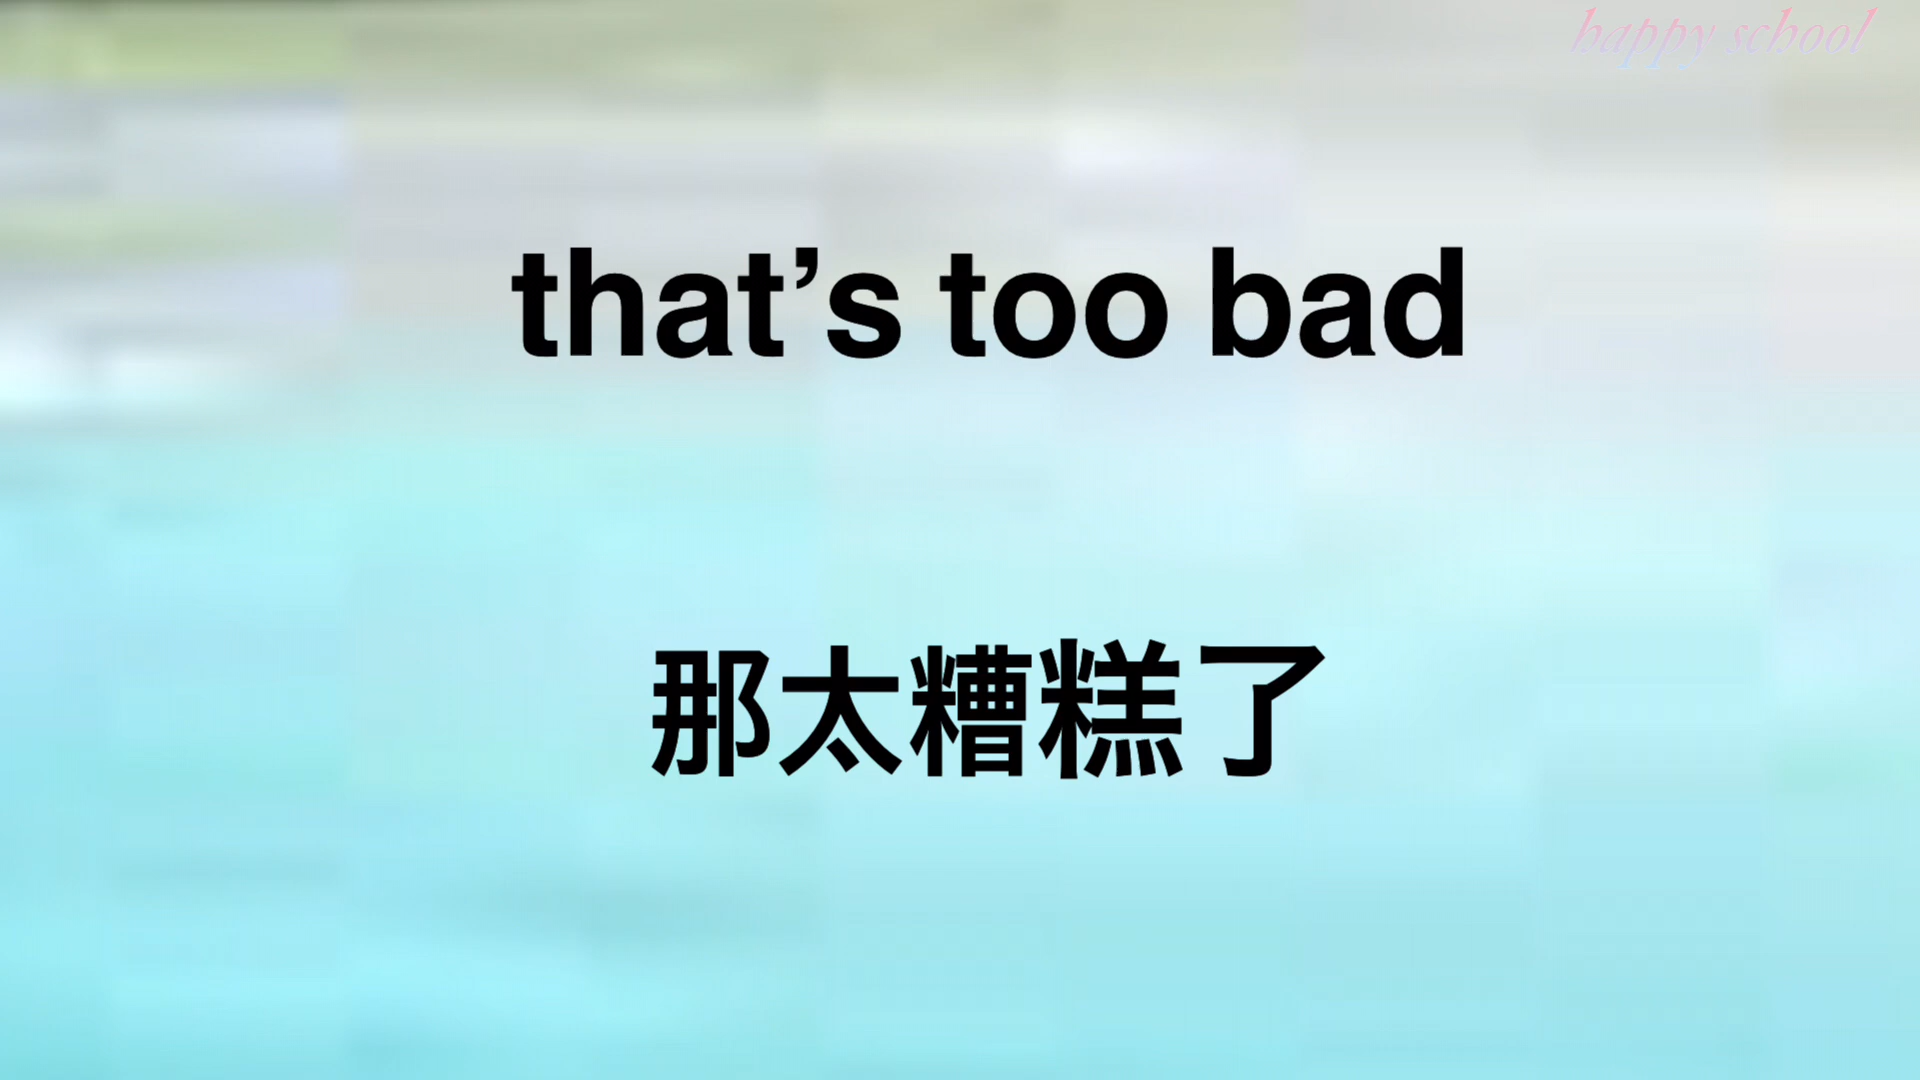 happy school
that’s too bad
那太糟糕了